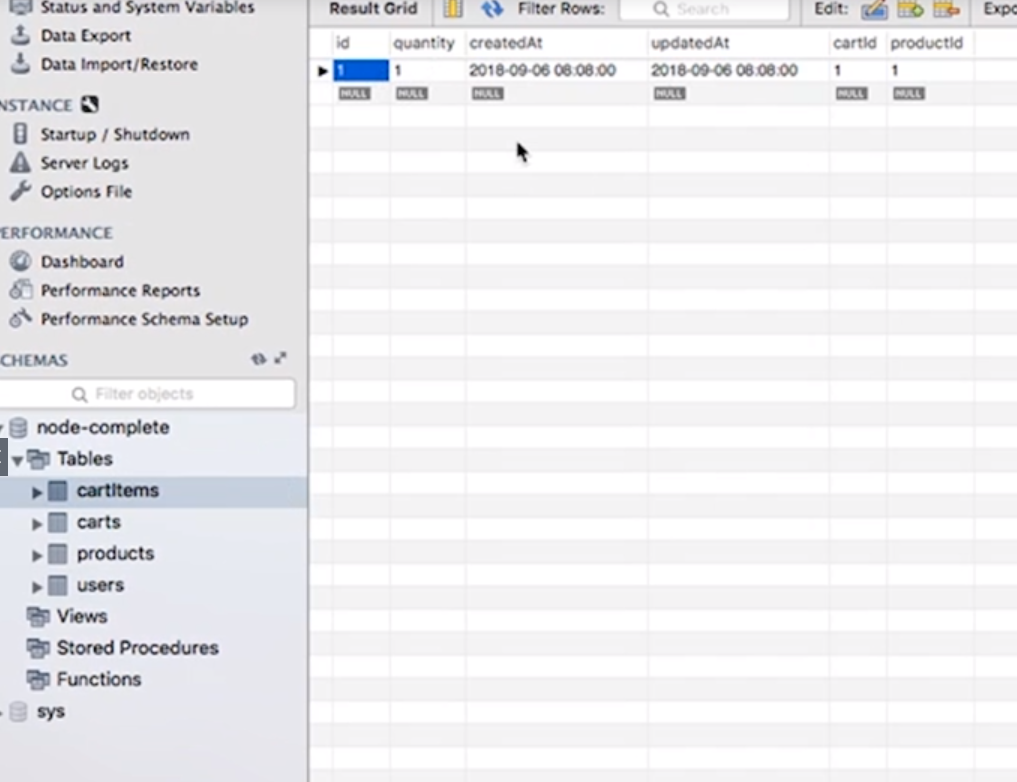 Status and System Variables
Data Export
Data Import/Restore
NSTANCE
Startup / Shutdown
Server Logs
Options File
ERFORMANCE
Dashboard
Performance Reports
Performance Schema Setup
CHEMAS
Filter objects
node-complete
Tables
cartItems
carts
products
users
Views
Stored Procedures
Functions
sys
Result Grid Filter Rows: Search Edit: Expo
id quantity createdAt updatedAt cartId productId
1 1 2018-09-06 08:08:00 2018-09-06 08:08:00 1 1
NULL NULL NULL NULL NULL NULL